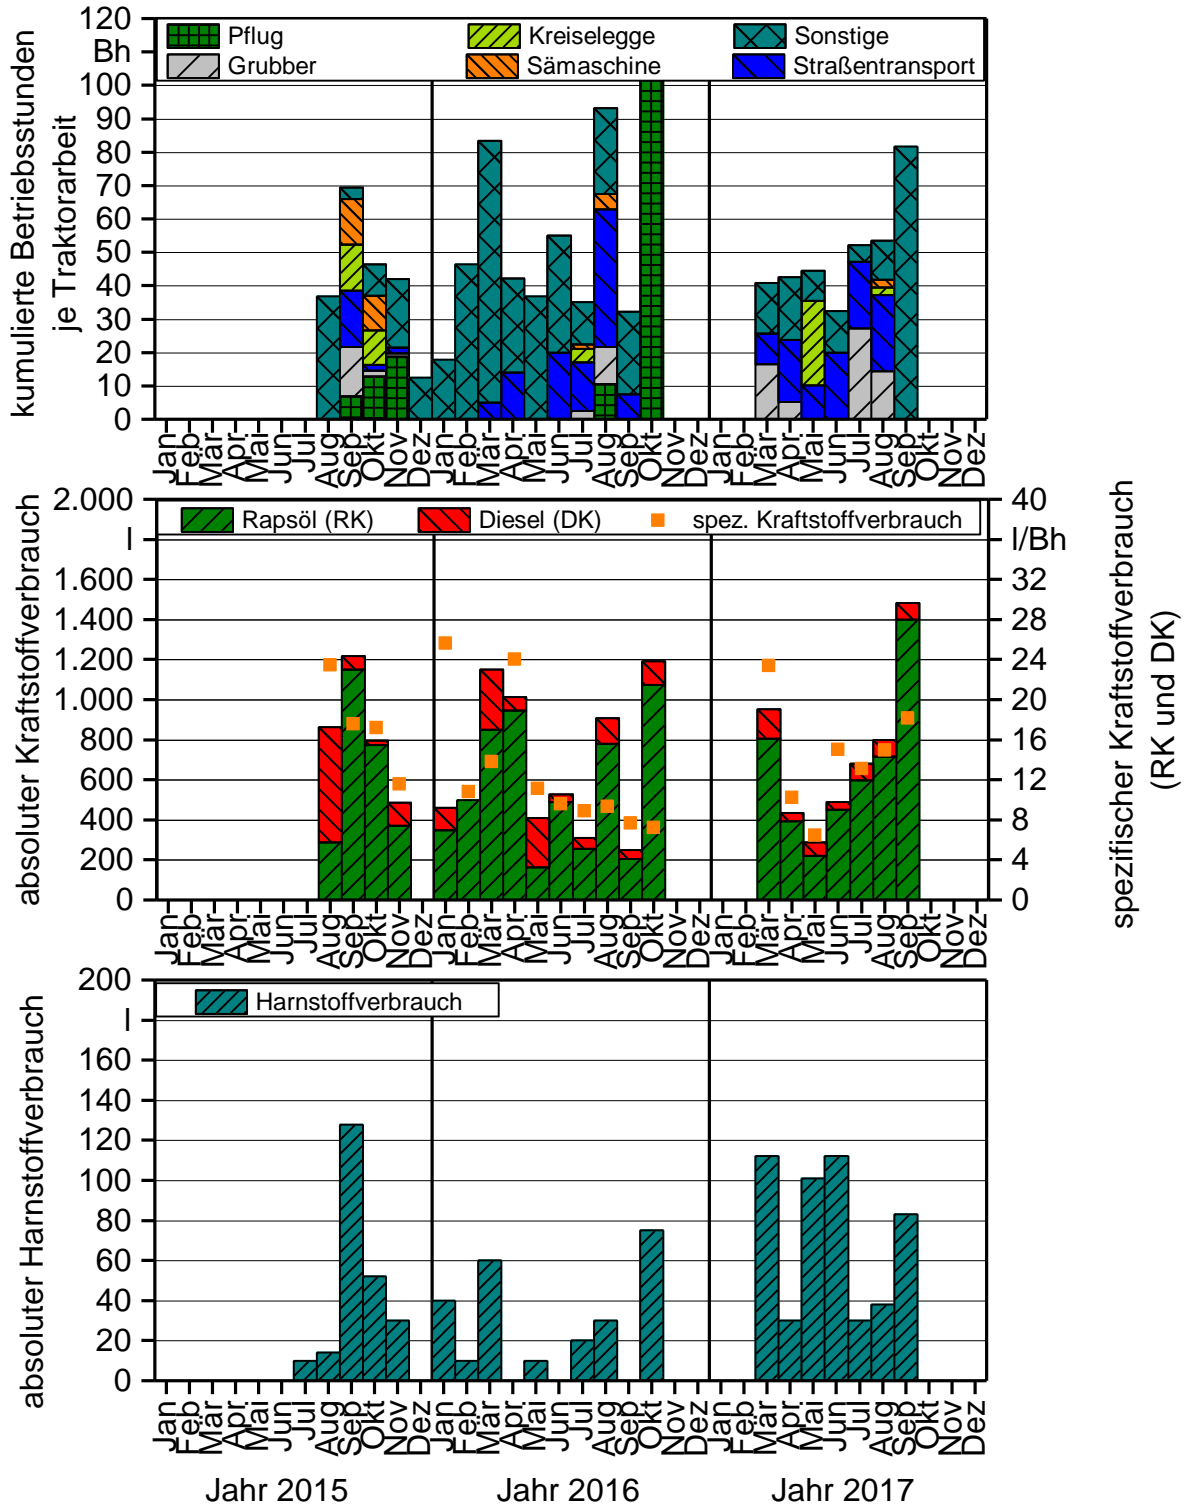 kumulierte Betriebsstunden
je Traktorarbeit
120
Bh
100
90
80
70
60
50
40
30
20
10
0
Pflug
Kreiselegge
Sonstige
Grubber
Sämaschine
Straßentransport
Jan Feb Mär Apr Mai Jun Jul Aug Sep Okt Nov Dez Jan Feb Mär Apr Mai Jun Jul Aug Sep Okt Nov Dez Jan Feb Mär Apr Mai Jun Jul Aug Sep Okt Nov Dez
absoluter Kraftstoffverbrauch
2.000
l
1.600
1.400
1.200
1.000
800
600
400
200
0
Rapsöl (RK)
Diesel (DK)
spez. Kraftstoffverbrauch
40
l/Bh
32
28
24
20
16
12
8
4
0
spezifischer Kraftstoffverbrauch
(RK und DK)
Jan Feb Mär Apr Mai Jun Jul Aug Sep Okt Nov Dez Jan Feb Mär Apr Mai Jun Jul Aug Sep Okt Nov Dez Jan Feb Mär Apr Mai Jun Jul Aug Sep Okt Nov Dez
absoluter Harnstoffverbrauch
200
l
160
140
120
100
80
60
40
20
0
Harnstoffverbrauch
Jan Feb Mär Apr Mai Jun Jul Aug Sep Okt Nov Dez Jan Feb Mär Apr Mai Jun Jul Aug Sep Okt Nov Dez Jan Feb Mär Apr Mai Jun Jul Aug Sep Okt Nov Dez
Jahr 2015
Jahr 2016
Jahr 2017